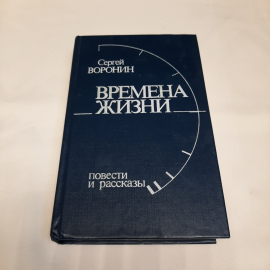 Сергей
ВОРОНИН
ВРЕМЕНА
ЖИЗНИ
повести
и рассказы